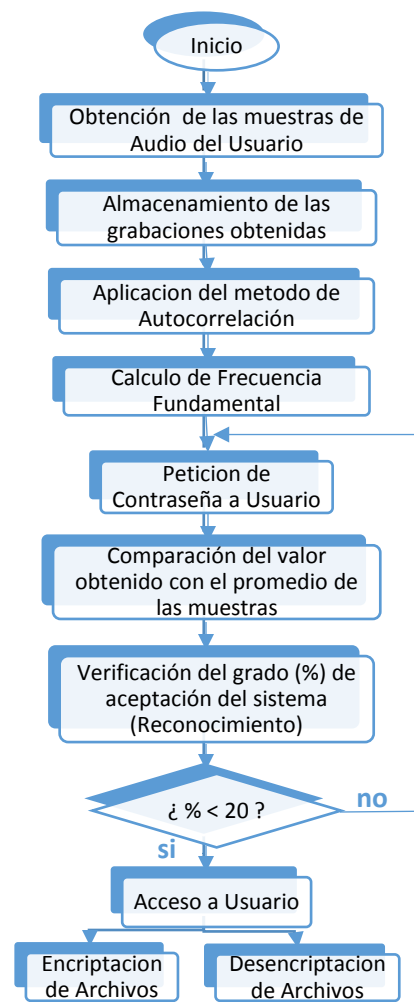 Inicio
Obtención de las muestras de
Audio del Usuario
Almacenamiento de las
grabaciones obtenidas
Aplicacion del metodo de
Autocorrelación
Calculo de Frecuencia
Fundamental
Peticion de
Contraseña a Usuario
Comparación del valor
obtenido con el promedio de
las muestras
Verificación del grado (%) de
aceptación del sistema
(Reconocimiento)
¿ % < 20 ?
no
si
Acceso a Usuario
Encriptacion
de Archivos
Desencriptacion
de Archivos